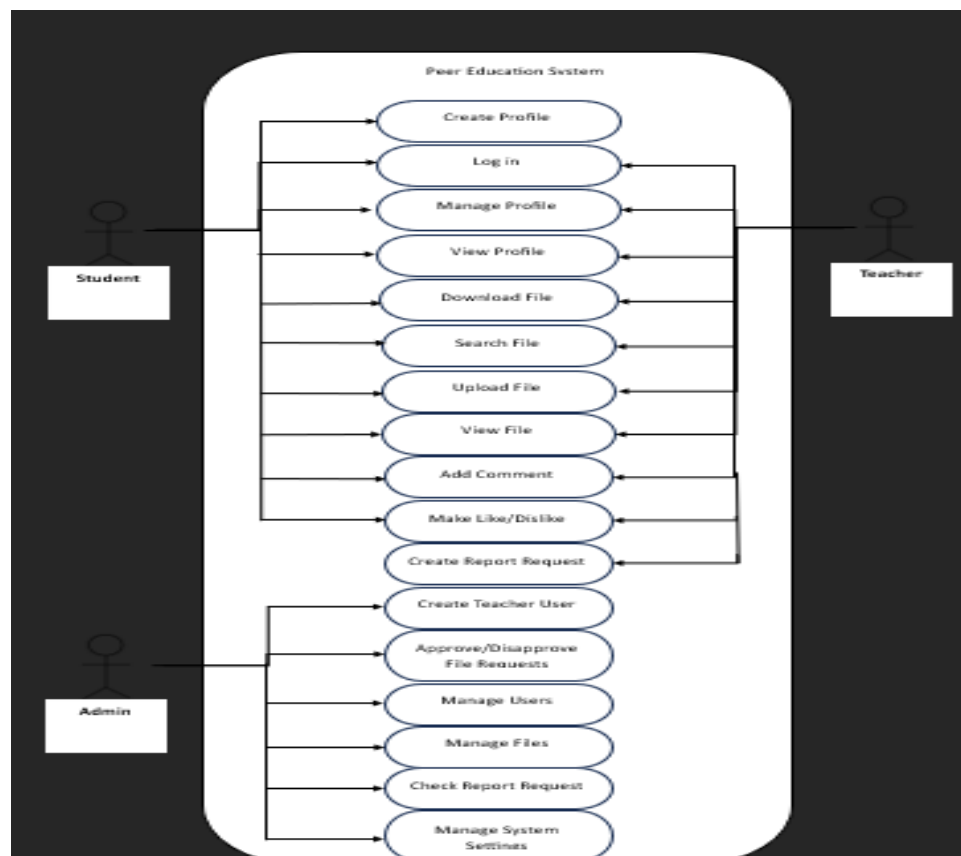 Peer Education System
Create Profile
Log in
Manage Profile
View Profile
Download File
Search File
Upload File
View File
Add Comment
Make Like/Dislike
Create Report Request
Create Teacher User
Approve/Disapprove
File Requests
Manage Users
Manage Files
Check Report Request
Manage System
Settings
Student
Teacher
Admin